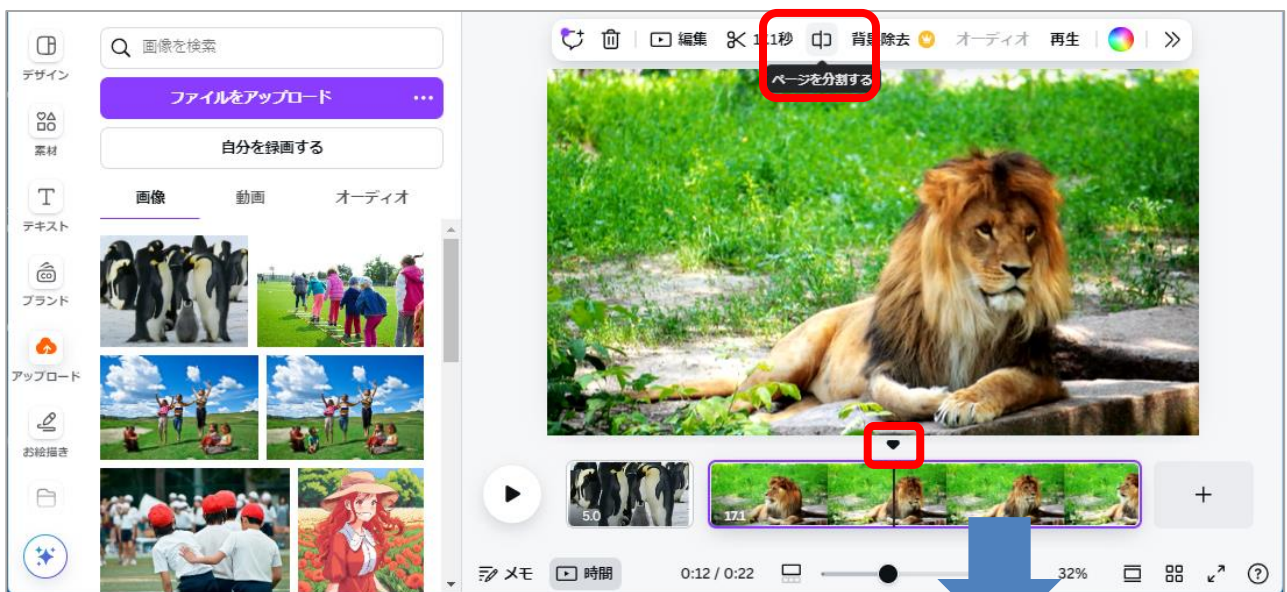 デザイン
素材
テキスト
ブランド
アップロード
お絵描き
画像を検索
ファイルをアップロード
自分を録画する
画像 動画 オーディオ
編集 秒 背景除去 オーディオ 再生
ページを分割する
5.0 17.1
メモ 時間 0:12 / 0:22 32%